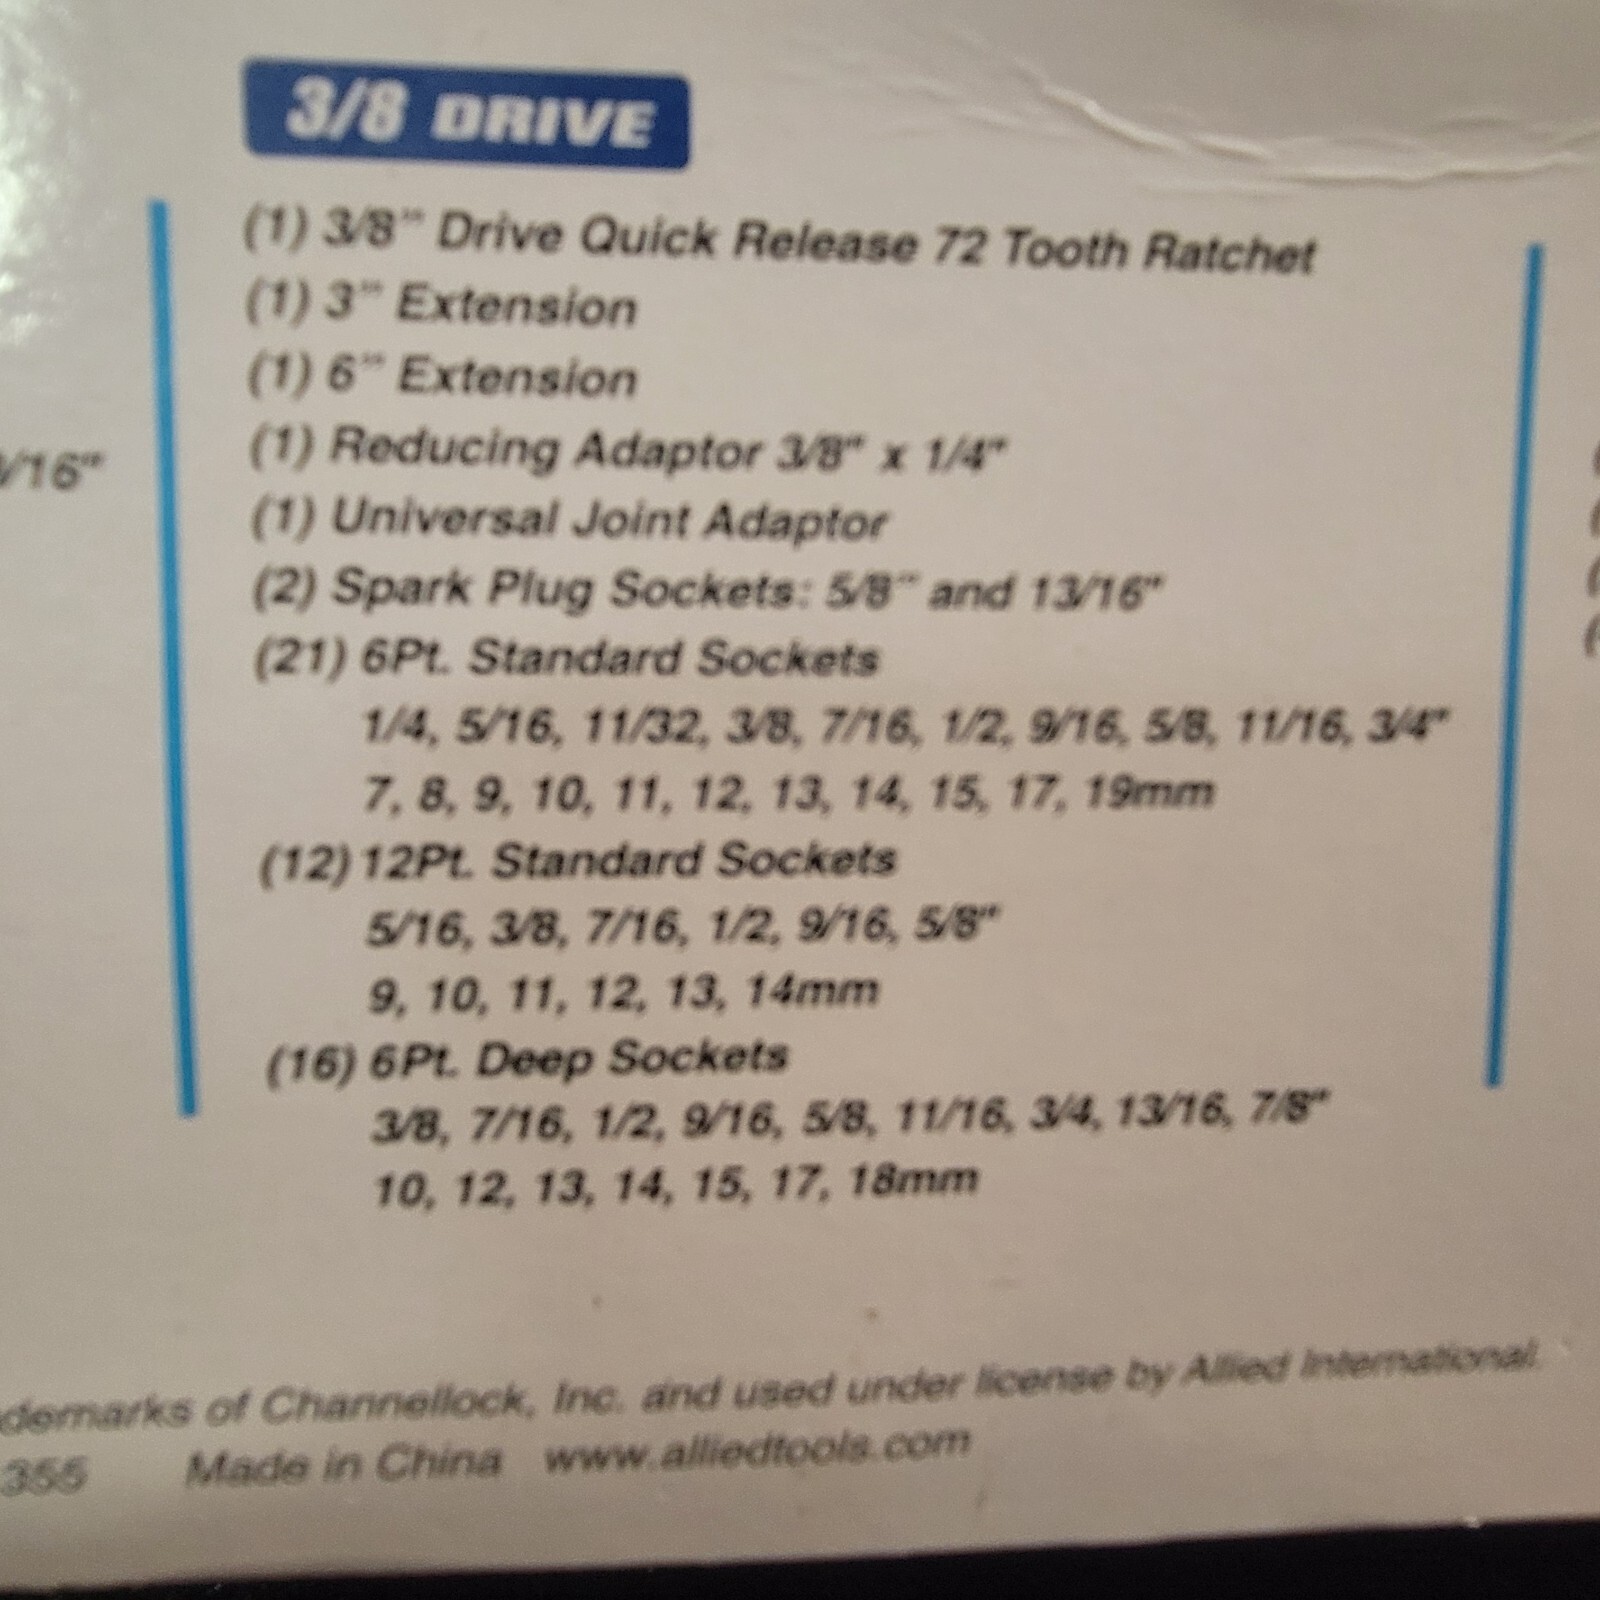 3/8 DRIVE
(1) 3/8" Drive Quick Release 72 Tooth Ratchet
(1) 3" Extension
(1) 6" Extension
(1) Reducing Adaptor 3/8" x 1/4"
(1) Universal Joint Adaptor
(2) Spark Plug Sockets: 5/8" and 13/16"
(21) 6Pt. Standard Sockets
1/4, 5/16, 11/32, 3/8, 7/16, 1/2, 9/16, 5/8, 11/16, 3/4"
7, 8, 9, 10, 11, 12, 13, 14, 15, 17, 19mm
(12) 12Pt. Standard Sockets
5/16, 3/8, 7/16, 1/2, 9/16, 5/8"
9, 10, 11, 12, 13, 14mm
(16) 6Pt. Deep Sockets
3/8, 7/16, 1/2, 9/16, 5/8, 11/16, 3/4, 13/16, 7/8"
10, 12, 13, 14, 15, 17, 18mm
/16"
demarks of Channellock, Inc. and used under license by Allied International.
355 Made in China www.alliedtools.com